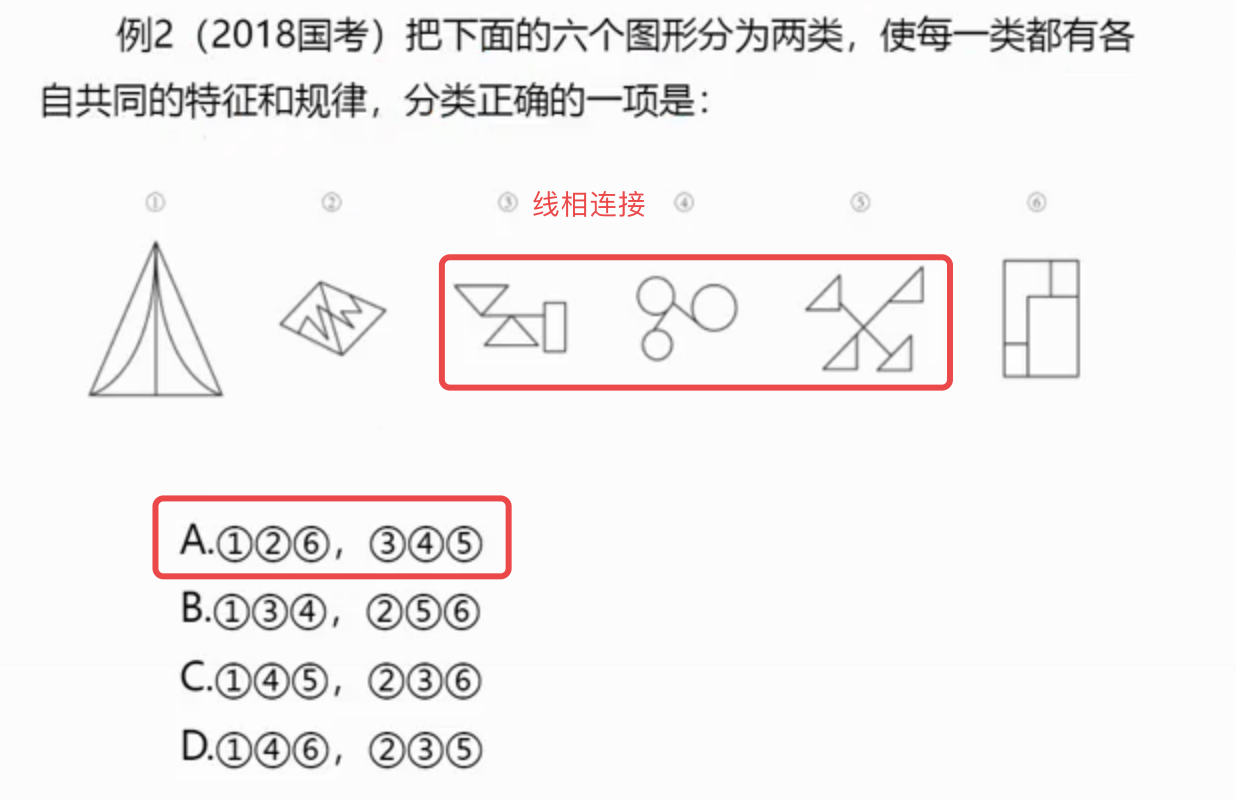 例2（2018国考）把下面的六个图形分为两类，使每一类都有各
自共同的特征和规律，分类正确的一项是：
① ② ③ 线相连接 ④ ⑤ ⑥
A.①②⑥，③④⑤
B.①③④，②⑤⑥
C.①④⑤，②③⑥
D.①④⑥，②③⑤